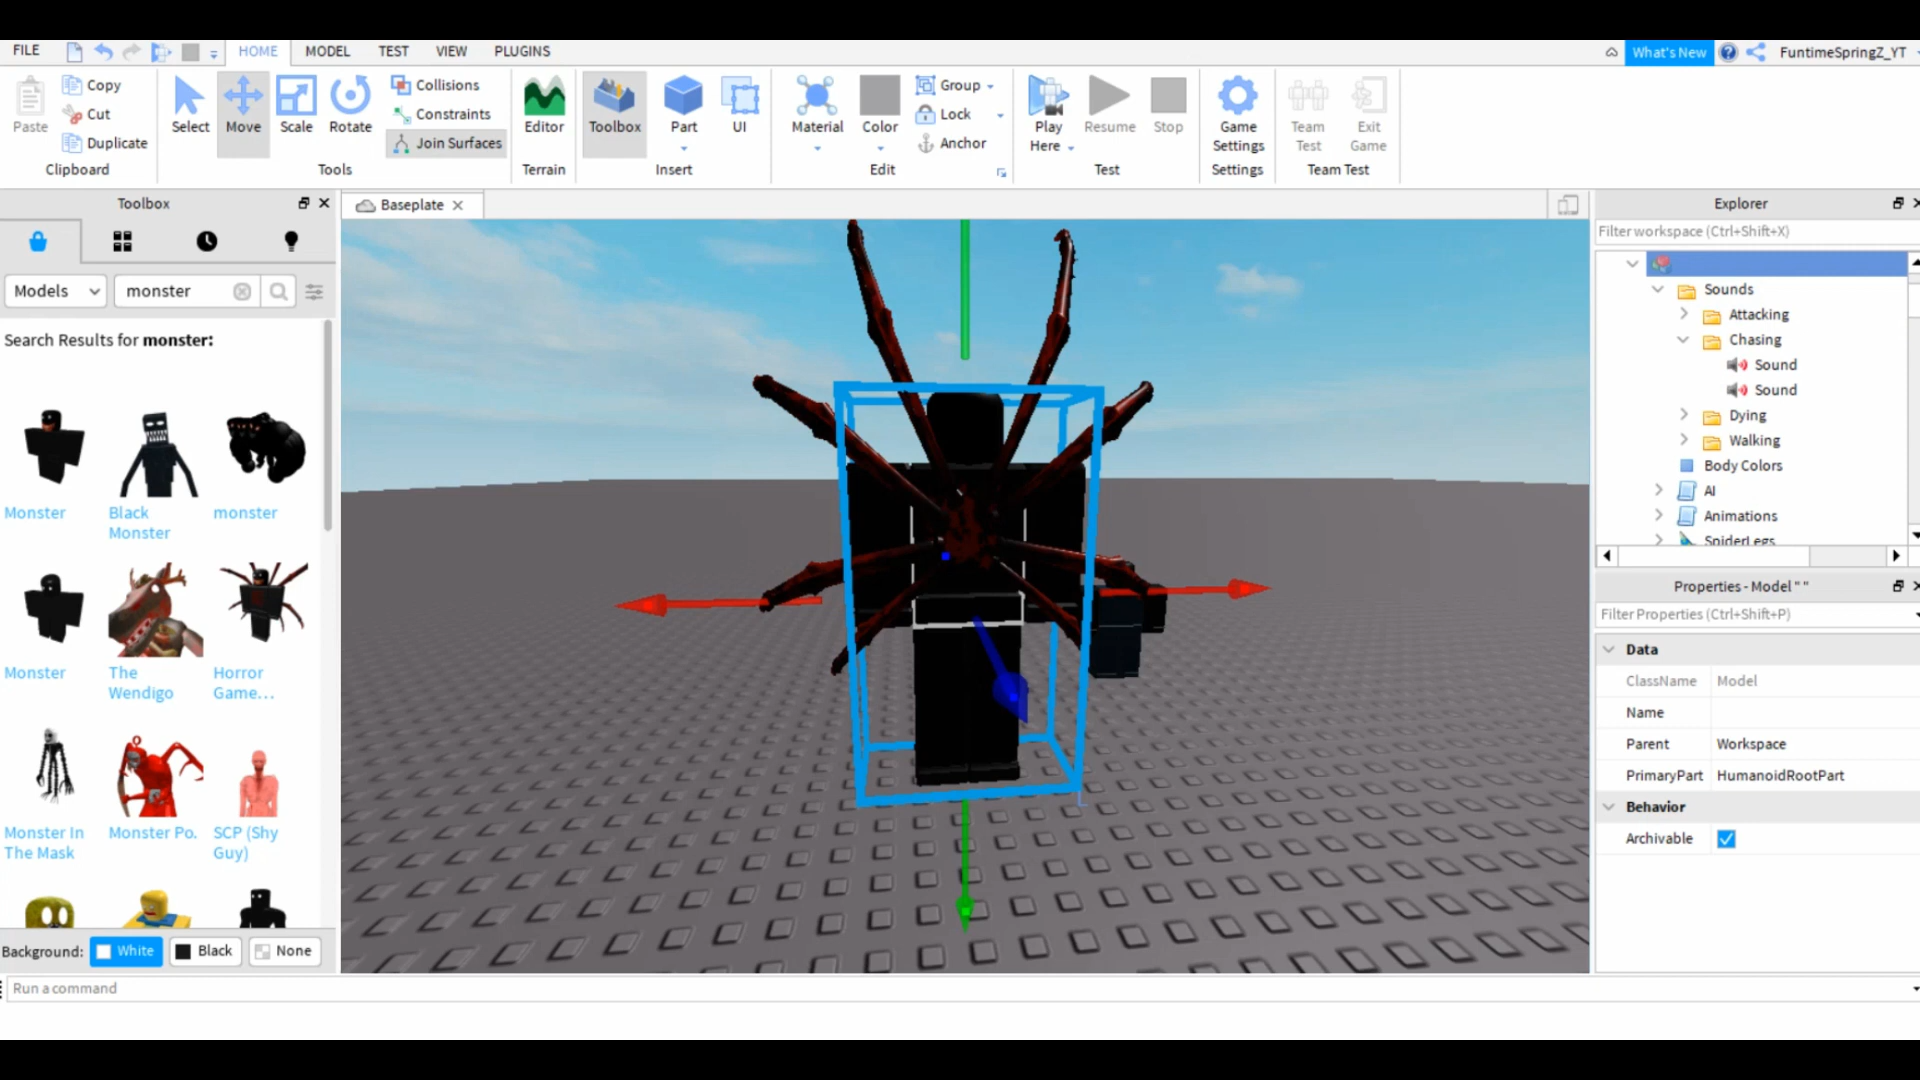 FILE
HOME
MODEL
TEST
VIEW
PLUGINS
What's New
FuntimeSpringZ_YT
Paste
Copy
Cut
Duplicate
Clipboard
Select
Move
Scale
Rotate
Collisions
Constraints
Join Surfaces
Tools
Editor
Terrain
Toolbox
Part
UI
Insert
Material
Color
Group
Lock
Anchor
Edit
Play
Here
Resume
Stop
Test
Game
Settings
Settings
Team
Test
Exit
Game
Team Test
Toolbox
Models
monster
Search Results for monster:
Monster
Black
Monster
monster
Monster
The
Wendigo
Horror
Game...
Monster In
The Mask
Monster Po.
SCP (Shy
Guy)
Background:
White
Black
None
Run a command
Baseplate
Explorer
Filter workspace (Ctrl+Shift+X)
Sounds
Attacking
Chasing
Sound
Sound
Dying
Walking
Body Colors
AI
Animations
SpiderLegs
Properties - Model " "
Filter Properties (Ctrl+Shift+P)
Data
ClassName Model
Name
Parent Workspace
PrimaryPart HumanoidRootPart
Behavior
Archivable